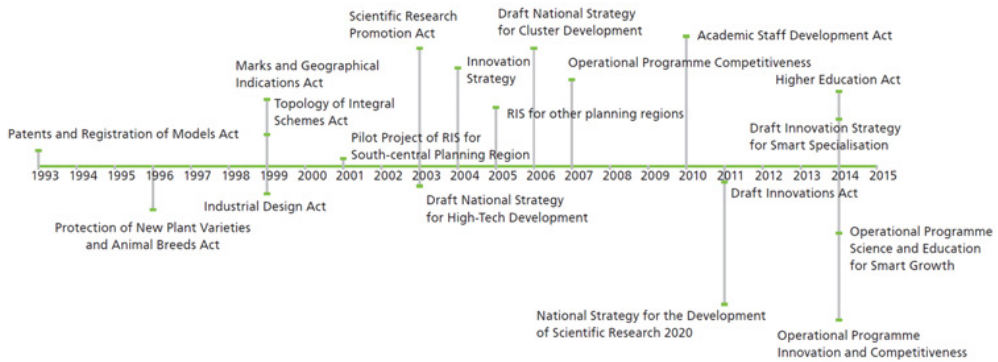 Scientific Research
Promotion Act
Draft National Strategy
for Cluster Development
Academic Staff Development Act
Marks and Geographical
Indications Act
Innovation
Strategy
Operational Programme Competitiveness
Higher Education Act
Topology of Integral
Schemes Act
RIS for other planning regions
Patents and Registration of Models Act
Pilot Project of RIS for
South-central Planning Region
Draft Innovation Strategy
for Smart Specialisation
1993 1994 1995 1996 1997 1998 1999 2000 2001 2002 2003 2004 2005 2006 2007 2008 2009 2010 2011 2012 2013 2014 2015
Industrial Design Act
Draft National Strategy
for High-Tech Development
Draft Innovations Act
Protection of New Plant Varieties
and Animal Breeds Act
Operational Programme
Science and Education
for Smart Growth
National Strategy for the Development
of Scientific Research 2020
Operational Programme
Innovation and Competitiveness